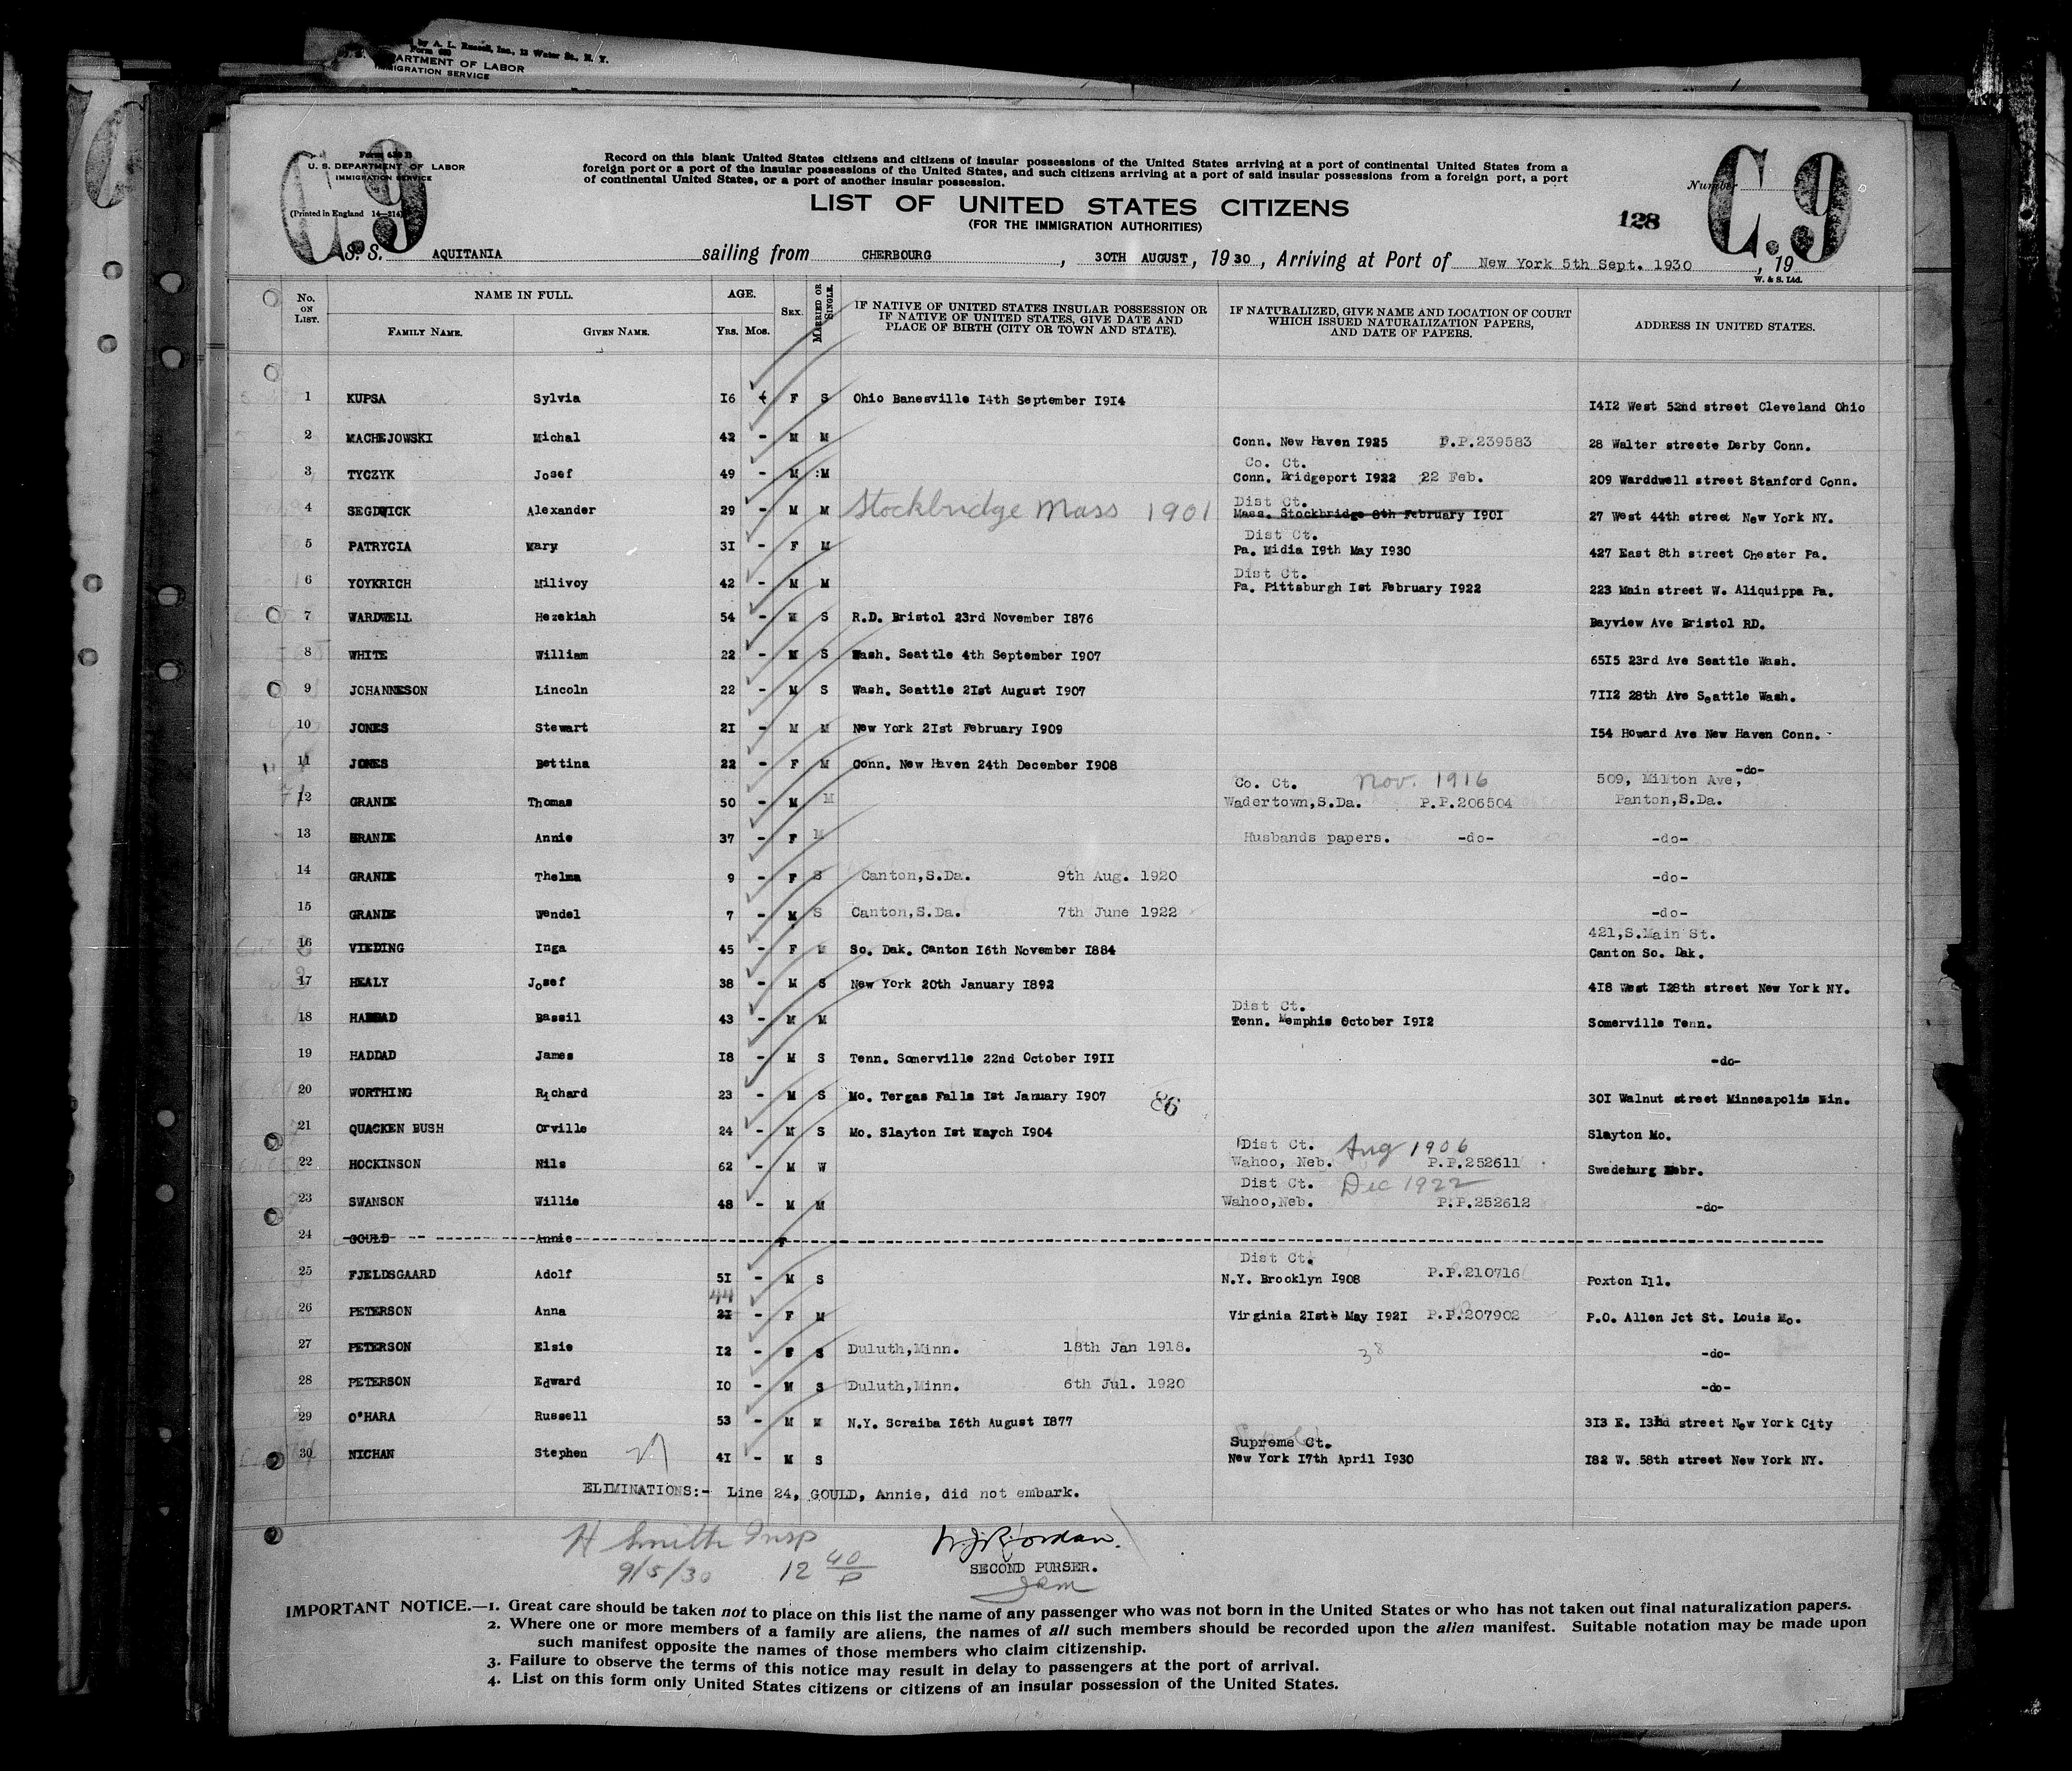 by A. L. Russell, Inc., 12 Water St., N. Y.
Form 630
DEPARTMENT OF LABOR
IMMIGRATION SERVICE
C.9
Form 630 B
U. S. DEPARTMENT OF LABOR
IMMIGRATION SERVICE
(Printed in England 14—214)
Record on this blank United States citizens and citizens of insular possessions of the United States arriving at a port of continental United States from a
foreign port or a port of the insular possessions of the United States, and such citizens arriving at a port of said insular possessions from a foreign port, a port
of continental United States, or a port of another insular possession.
LIST OF UNITED STATES CITIZENS
(FOR THE IMMIGRATION AUTHORITIES)
Number
128
C.9
S. S. AQUITANIA sailing from CHERBOURG, 30TH AUGUST, 1930, Arriving at Port of New York 5th Sept. 1930, 19
W. & S. Ltd.
No. ON LIST. NAME IN FULL. FAMILY NAME. GIVEN NAME. AGE. Yrs. Mos. SEX. MARRIED OR SINGLE. IF NATIVE OF UNITED STATES INSULAR POSSESSION OR IF NATIVE OF UNITED STATES, GIVE DATE AND PLACE OF BIRTH (CITY OR TOWN AND STATE). IF NATURALIZED, GIVE NAME AND LOCATION OF COURT WHICH ISSUED NATURALIZATION PAPERS, AND DATE OF PAPERS. ADDRESS IN UNITED STATES.
1 KUPSA Sylvia 16 F S Ohio Banesville 14th September 1914 1412 West 52nd street Cleveland Ohio
2 MACHEJOWSKI Michal 42 - M M Conn. New Haven 1925 P.P.239583 28 Walter streete Derby Conn.
Co. Ct.
3 TYCZYK Josef 49 - M :M Conn. Bridgeport 1922 22 Feb. 209 Warddwell street Stanford Conn.
Dist Ct.
4 SEGDWICK Alexander 29 - M M Stockbridge Mass 1901 Mass. Stockbridge 8th February 1901 27 West 44th street New York NY.
Dist Ct.
5 PATRYCIA Mary 31 - F M Pa. Midia 19th May 1930 427 East 8th street Chester Pa.
Dist Ct.
6 YOYKRICH Milivoy 42 - M M Pa. Pittsburgh 1st February 1922 223 Main street W. Aliquippa Pa.
7 WARDWELL Hezekiah 54 - M S R.D. Bristol 23rd November 1876 Bayview Ave Bristol RD.
8 WHITE William 22 - M S Wash. Seattle 4th September 1907 6515 23rd Ave Seattle Wash.
9 JOHANNESON Lincoln 22 - M S Wash. Seattle 21st August 1907 7112 28th Ave Seattle Wash.
10 JONES Stewart 21 - M M New York 21st February 1909 154 Howard Ave New Haven Conn.
11 JONES Bettina 22 - F M Conn. New Haven 24th December 1908 -do-
Co. Ct. Nov. 1916 509, Milton Ave,
12 GRANDE Thomas 50 - M M Wadertown,S.Da. P.P.206504 Panton,S.Da.
13 GRANDE Annie 37 - F M Husbands papers. -do- -do-
14 GRANDE Thelma 9 - F S Canton,S.Da. 9th Aug. 1920 -do-
15 GRANDE Wendel 7 - M S Canton,S.Da. 7th June 1922 -do-
421,S.Main St.
16 VIEDING Inga 45 - F M So. Dak. Canton 16th November 1884 Canton So. Dak.
17 HEALY Josef 38 - M S New York 20th January 1892 418 West 128th street New York NY.
Dist Ct.
18 HADDAD Bassil 43 - M M Tenn. Memphis October 1912 Somerville Tenn.
19 HADDAD James 18 - M S Tenn. Somerville 22nd October 1911 -do-
20 WORTHING Richard 23 - M S Mo. Tergas Falls 1st January 1907 86 301 Walnut street Minneapolis Min.
21 QUACKEN BUSH Orville 24 - M S Mo. Slayton 1st March 1904 Slayton Mo.
Dist Ct. Aug 1906
22 HOCKINSON Nils 62 - M W Wahoo, Neb. P.P.252611 Swedeburg Nebr.
Dist Ct. Dec 1922
23 SWANSON Willie 48 - M M Wahoo,Neb. P.P.252612 -do-
24 GOULD Annie F
Dist Ct.
25 FJELDSGAARD Adolf 51 - M S N.Y. Brooklyn 1908 P.P.210716 Poxton Ill.
44
26 PETERSON Anna 21 - F M Virginia 21st May 1921 P.P.207902 P.O. Allen Jct St. Louis Mo.
27 PETERSON Elsie 12 - F S Duluth,Minn. 18th Jan 1918. 38 -do-
28 PETERSON Edward 10 - M S Duluth,Minn. 6th Jul. 1920 -do-
29 O'HARA Russell 53 - M M N.Y. Scraiba 16th August 1877 313 E. 13 street New York City
Supreme Ct.
30 NICHAN Stephen 41 - M S New York 17th April 1930 182 W. 58th street New York NY.
ELIMINATIONS:- Line 24, GOULD, Annie, did not embark.
H Smith Insp
9/5/30 12 40 P
Riordan.
SECOND PURSER.
IMPORTANT NOTICE.—1. Great care should be taken not to place on this list the name of any passenger who was not born in the United States or who has not taken out final naturalization papers.
2. Where one or more members of a family are aliens, the names of all such members should be recorded upon the alien manifest. Suitable notation may be made upon
such manifest opposite the names of those members who claim citizenship.
3. Failure to observe the terms of this notice may result in delay to passengers at the port of arrival.
4. List on this form only United States citizens or citizens of an insular possession of the United States.